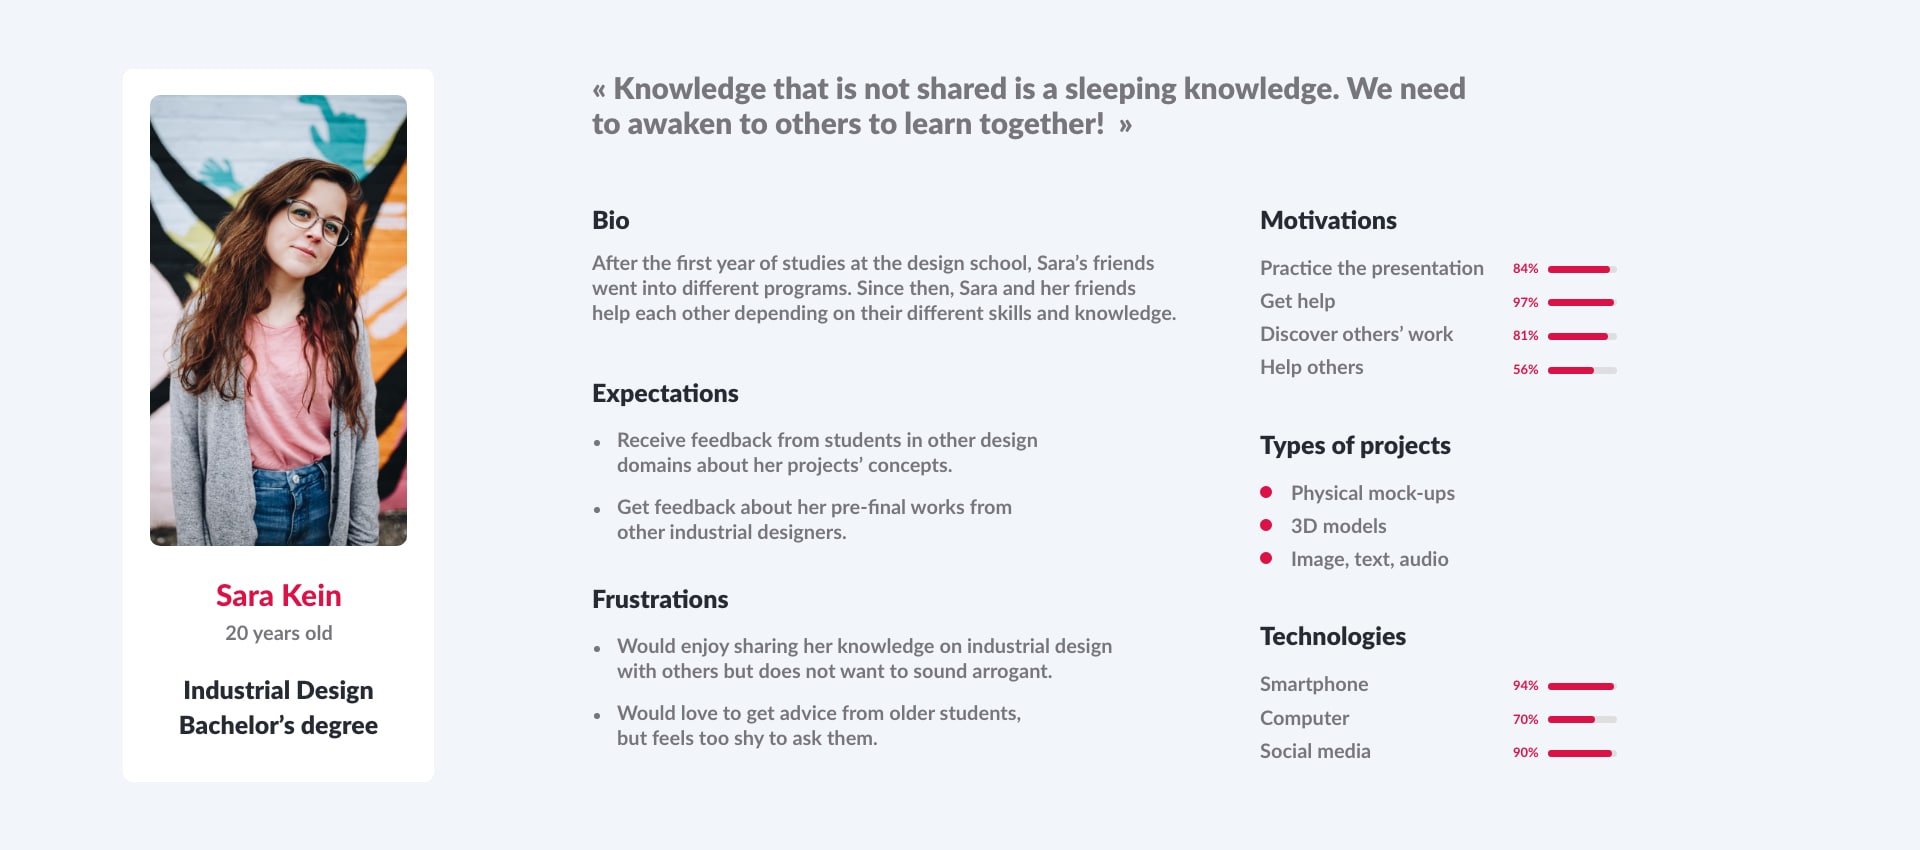 « Knowledge that is not shared is a sleeping knowledge. We need
to awaken to others to learn together!  »
Sara Kein
20 years old
Industrial Design
Bachelor’s degree
Bio
After the first year of studies at the design school, Sara’s friends
went into different programs. Since then, Sara and her friends
help each other depending on their different skills and knowledge.
Expectations
• Receive feedback from students in other design
domains about her projects’ concepts.
• Get feedback about her pre-final works from
other industrial designers.
Frustrations
• Would enjoy sharing her knowledge on industrial design
with others but does not want to sound arrogant.
• Would love to get advice from older students,
but feels too shy to ask them.
Motivations
Practice the presentation 84%
Get help 97%
Discover others’ work 81%
Help others 56%
Types of projects
• Physical mock-ups
• 3D models
• Image, text, audio
Technologies
Smartphone 94%
Computer 70%
Social media 90%